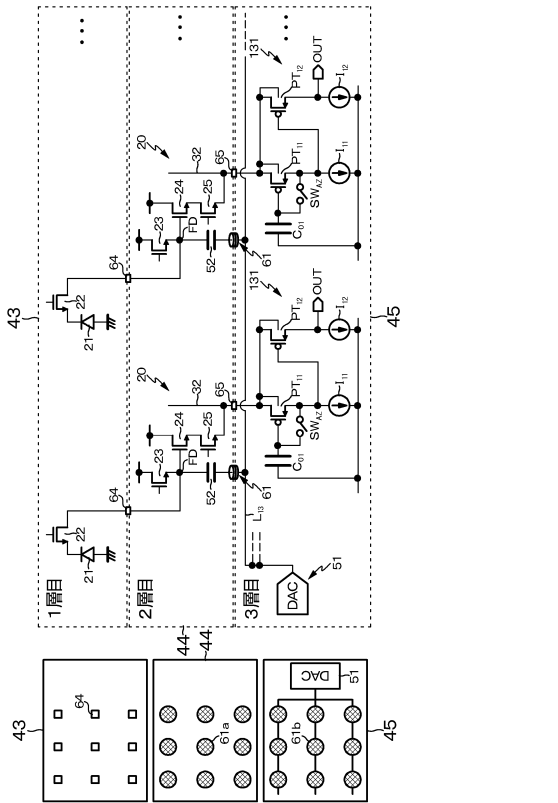 43
1層目
22
21
64
22
21
64
• • •
44
2層目
20
23
24
25
FD
32
52
65
61
20
23
24
25
FD
32
52
65
61
• • •
3層目
L13
DAC
51
131
C01
SWAZ
PT11
PT12
OUT
I11
I12
131
C01
SWAZ
PT11
PT12
OUT
I11
I12
• • •
45
43
64
44
61a
DAC
51
61b
45